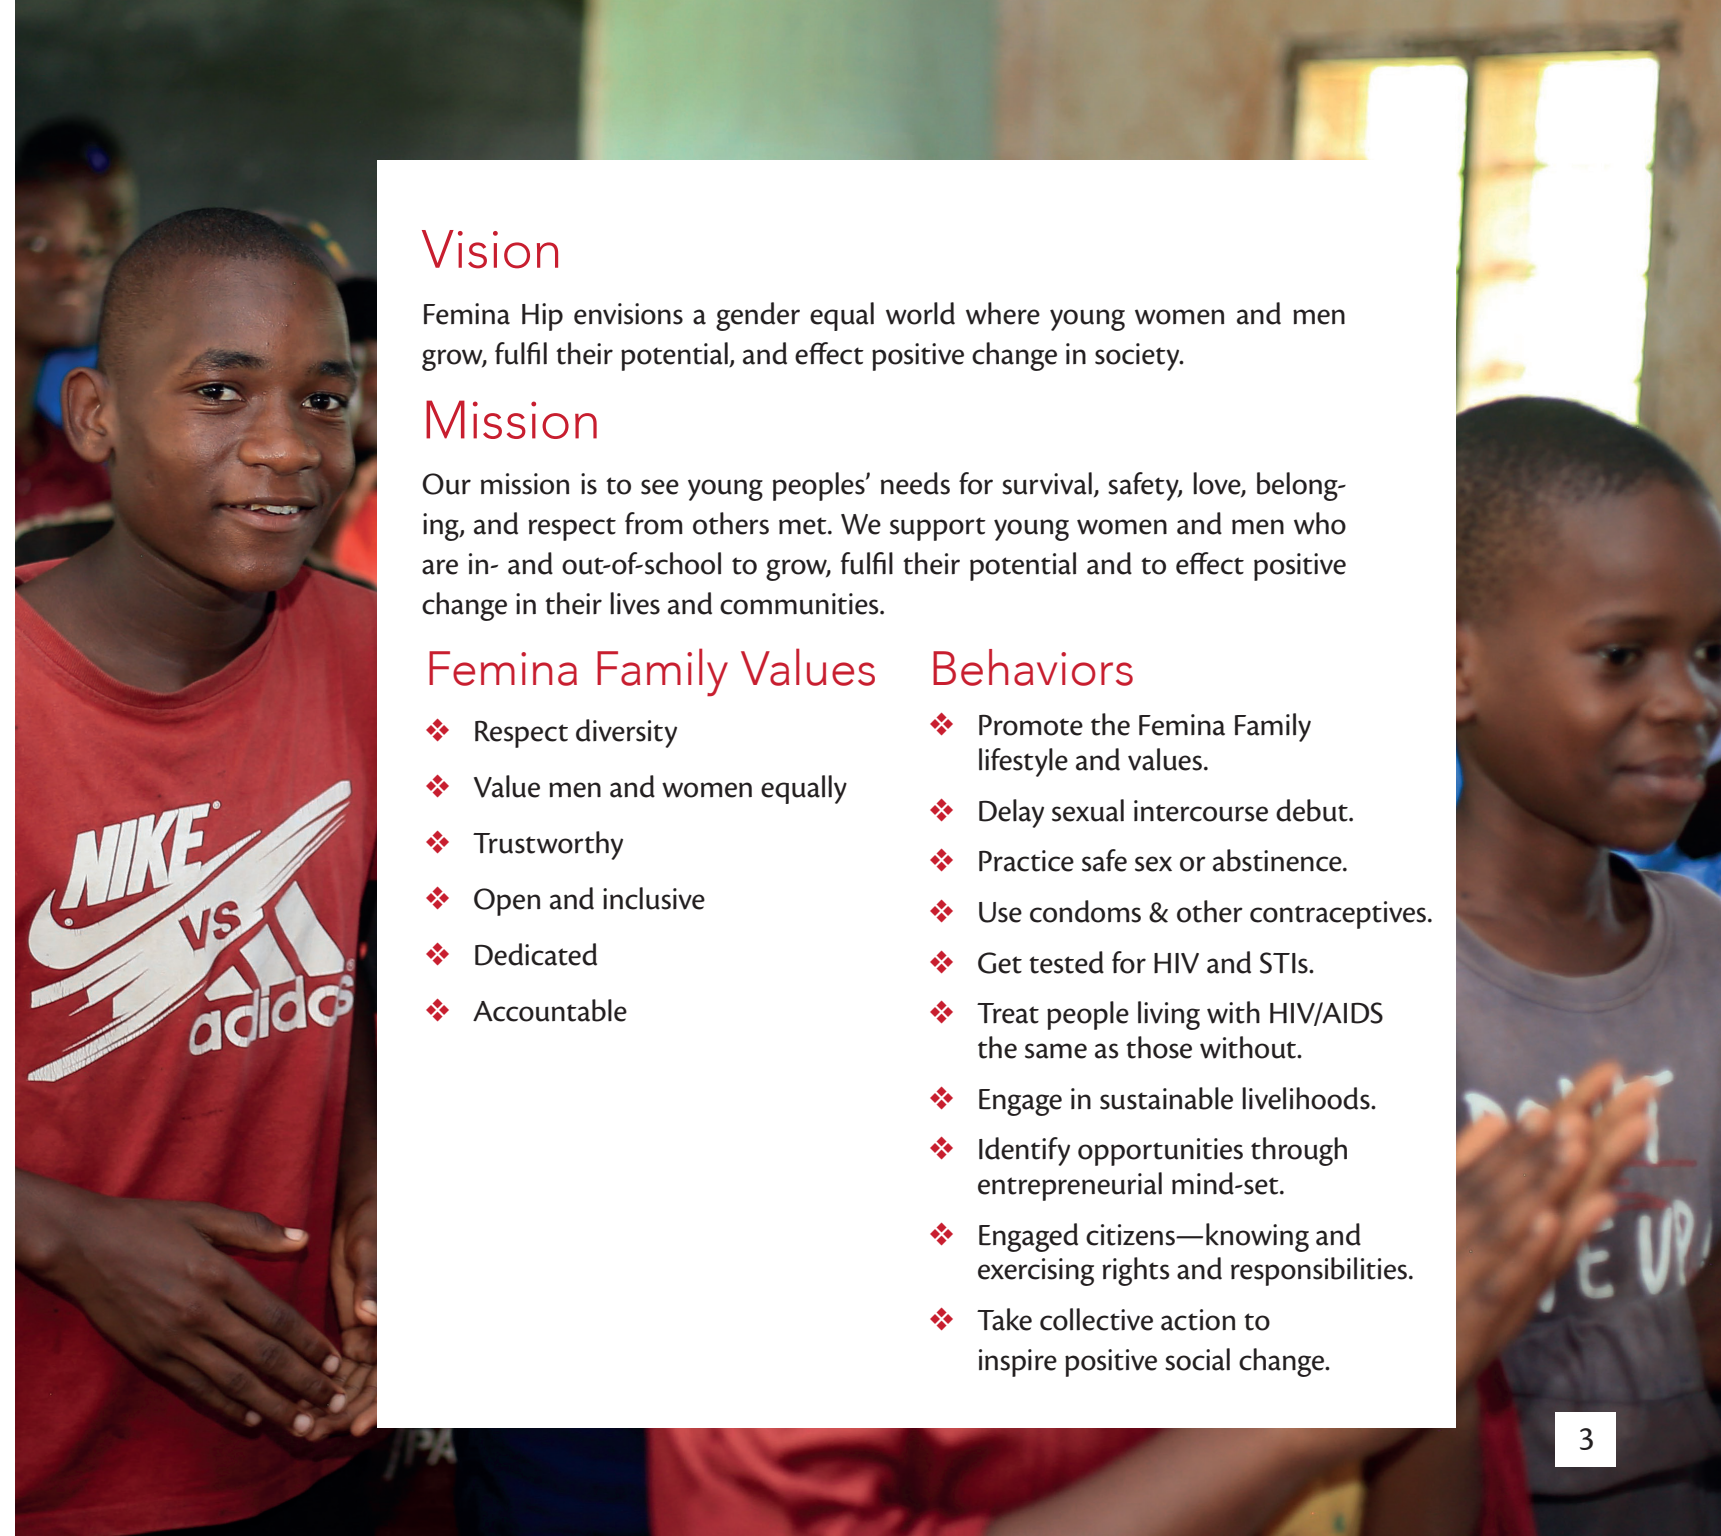 Vision
Femina Hip envisions a gender equal world where young women and men
grow, fulfil their potential, and effect positive change in society.
Mission
Our mission is to see young peoples’ needs for survival, safety, love, belong-
ing, and respect from others met. We support young women and men who
are in- and out-of-school to grow, fulfil their potential and to effect positive
change in their lives and communities.
Femina Family Values
❖ Respect diversity
❖ Value men and women equally
❖ Trustworthy
❖ Open and inclusive
❖ Dedicated
❖ Accountable
Behaviors
❖ Promote the Femina Family
lifestyle and values.
❖ Delay sexual intercourse debut.
❖ Practice safe sex or abstinence.
❖ Use condoms & other contraceptives.
❖ Get tested for HIV and STIs.
❖ Treat people living with HIV/AIDS
the same as those without.
❖ Engage in sustainable livelihoods.
❖ Identify opportunities through
entrepreneurial mind-set.
❖ Engaged citizens—knowing and
exercising rights and responsibilities.
❖ Take collective action to
inspire positive social change.
NIKE
VS
adidas
UP!
3